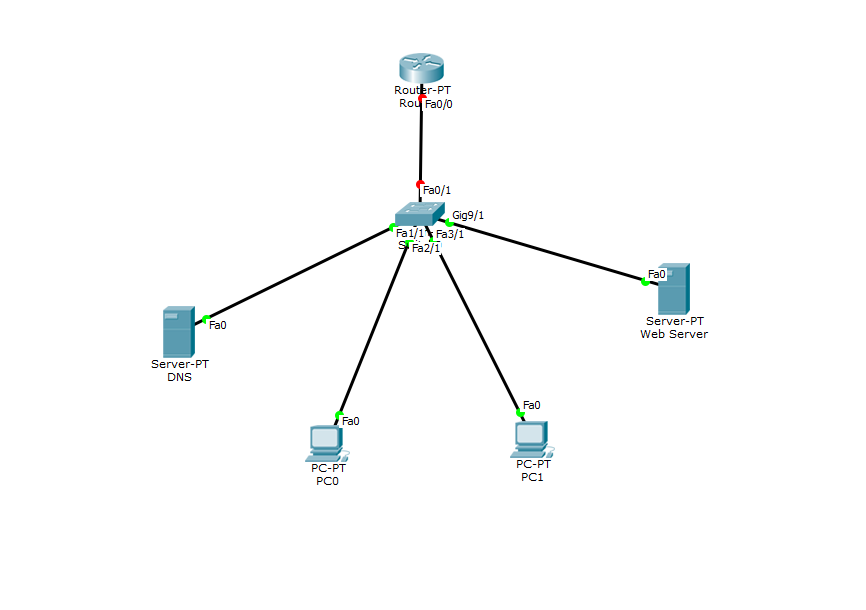 Router-PT
Rou
Fa0/0
Fa0/1
Gig9/1
Fa1/1
Fa3/1
S
Fa2/1
Fa0
Server-PT
Web Server
Fa0
Server-PT
DNS
Fa0
PC-PT
PC0
Fa0
PC-PT
PC1